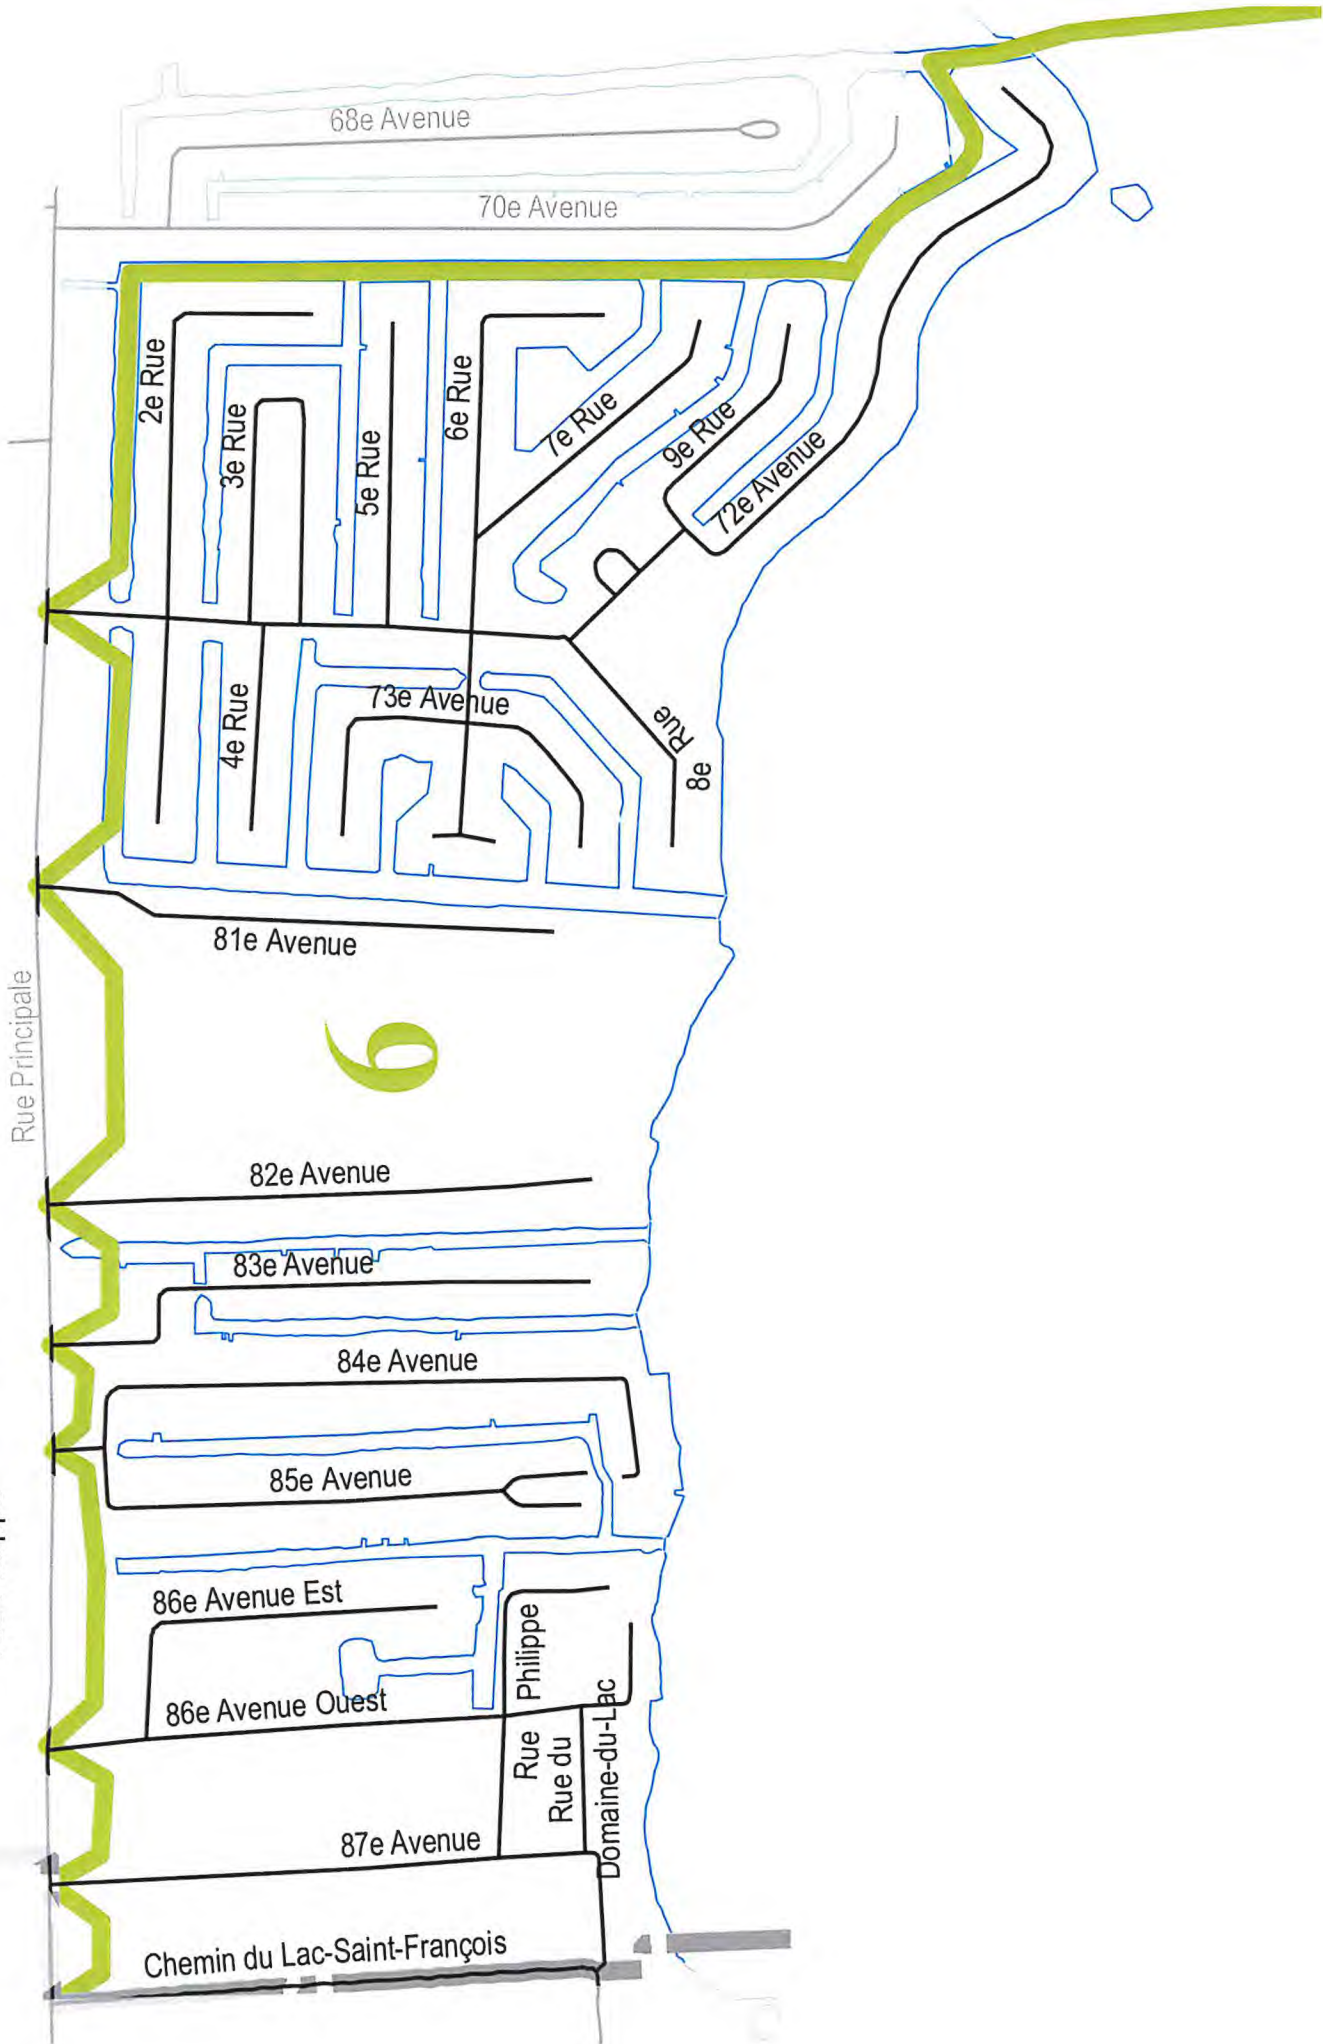 68e Avenue
70e Avenue
2e Rue
3e Rue
5e Rue
6e Rue
7e Rue
9e Rue
72e Avenue
4e Rue
73e Avenue
8e Rue
81e Avenue
Rue Principale
6
82e Avenue
83e Avenue
84e Avenue
85e Avenue
86e Avenue Est
86e Avenue Ouest
Rue Philippe
Rue du
Domaine-du-Lac
87e Avenue
Chemin du Lac-Saint-François